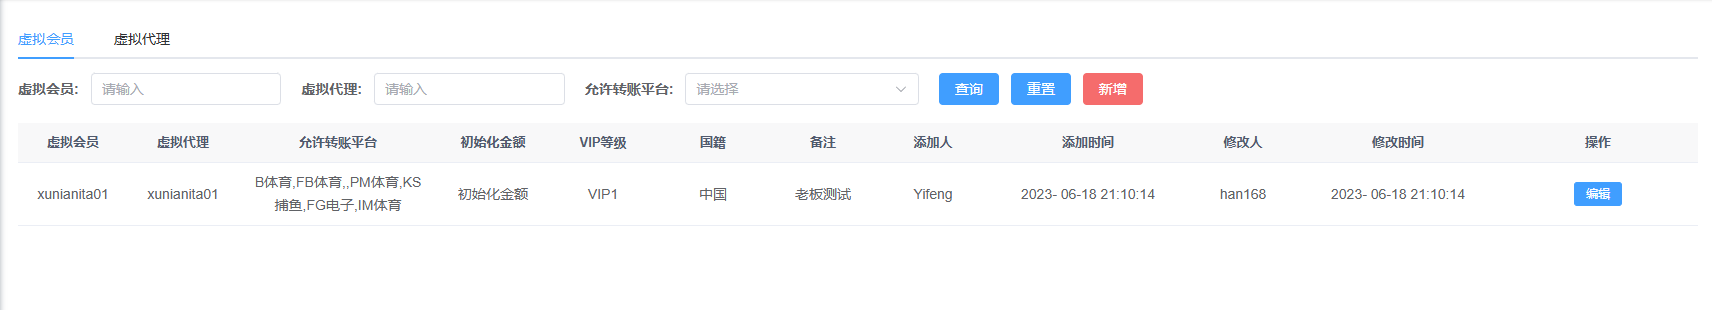 虚拟会员 虚拟代理
虚拟会员: 请输入 虚拟代理: 请输入 允许转账平台: 请选择 查询 重置 新增
虚拟会员 虚拟代理 允许转账平台 初始化金额 VIP等级 国籍 备注 添加人 添加时间 修改人 修改时间 操作
xunianita01 xunianita01 B体育,FB体育,,PM体育,KS 初始化金额 VIP1 中国 老板测试 Yifeng 2023- 06-18 21:10:14 han168 2023- 06-18 21:10:14 编辑
捕鱼,FG电子,IM体育